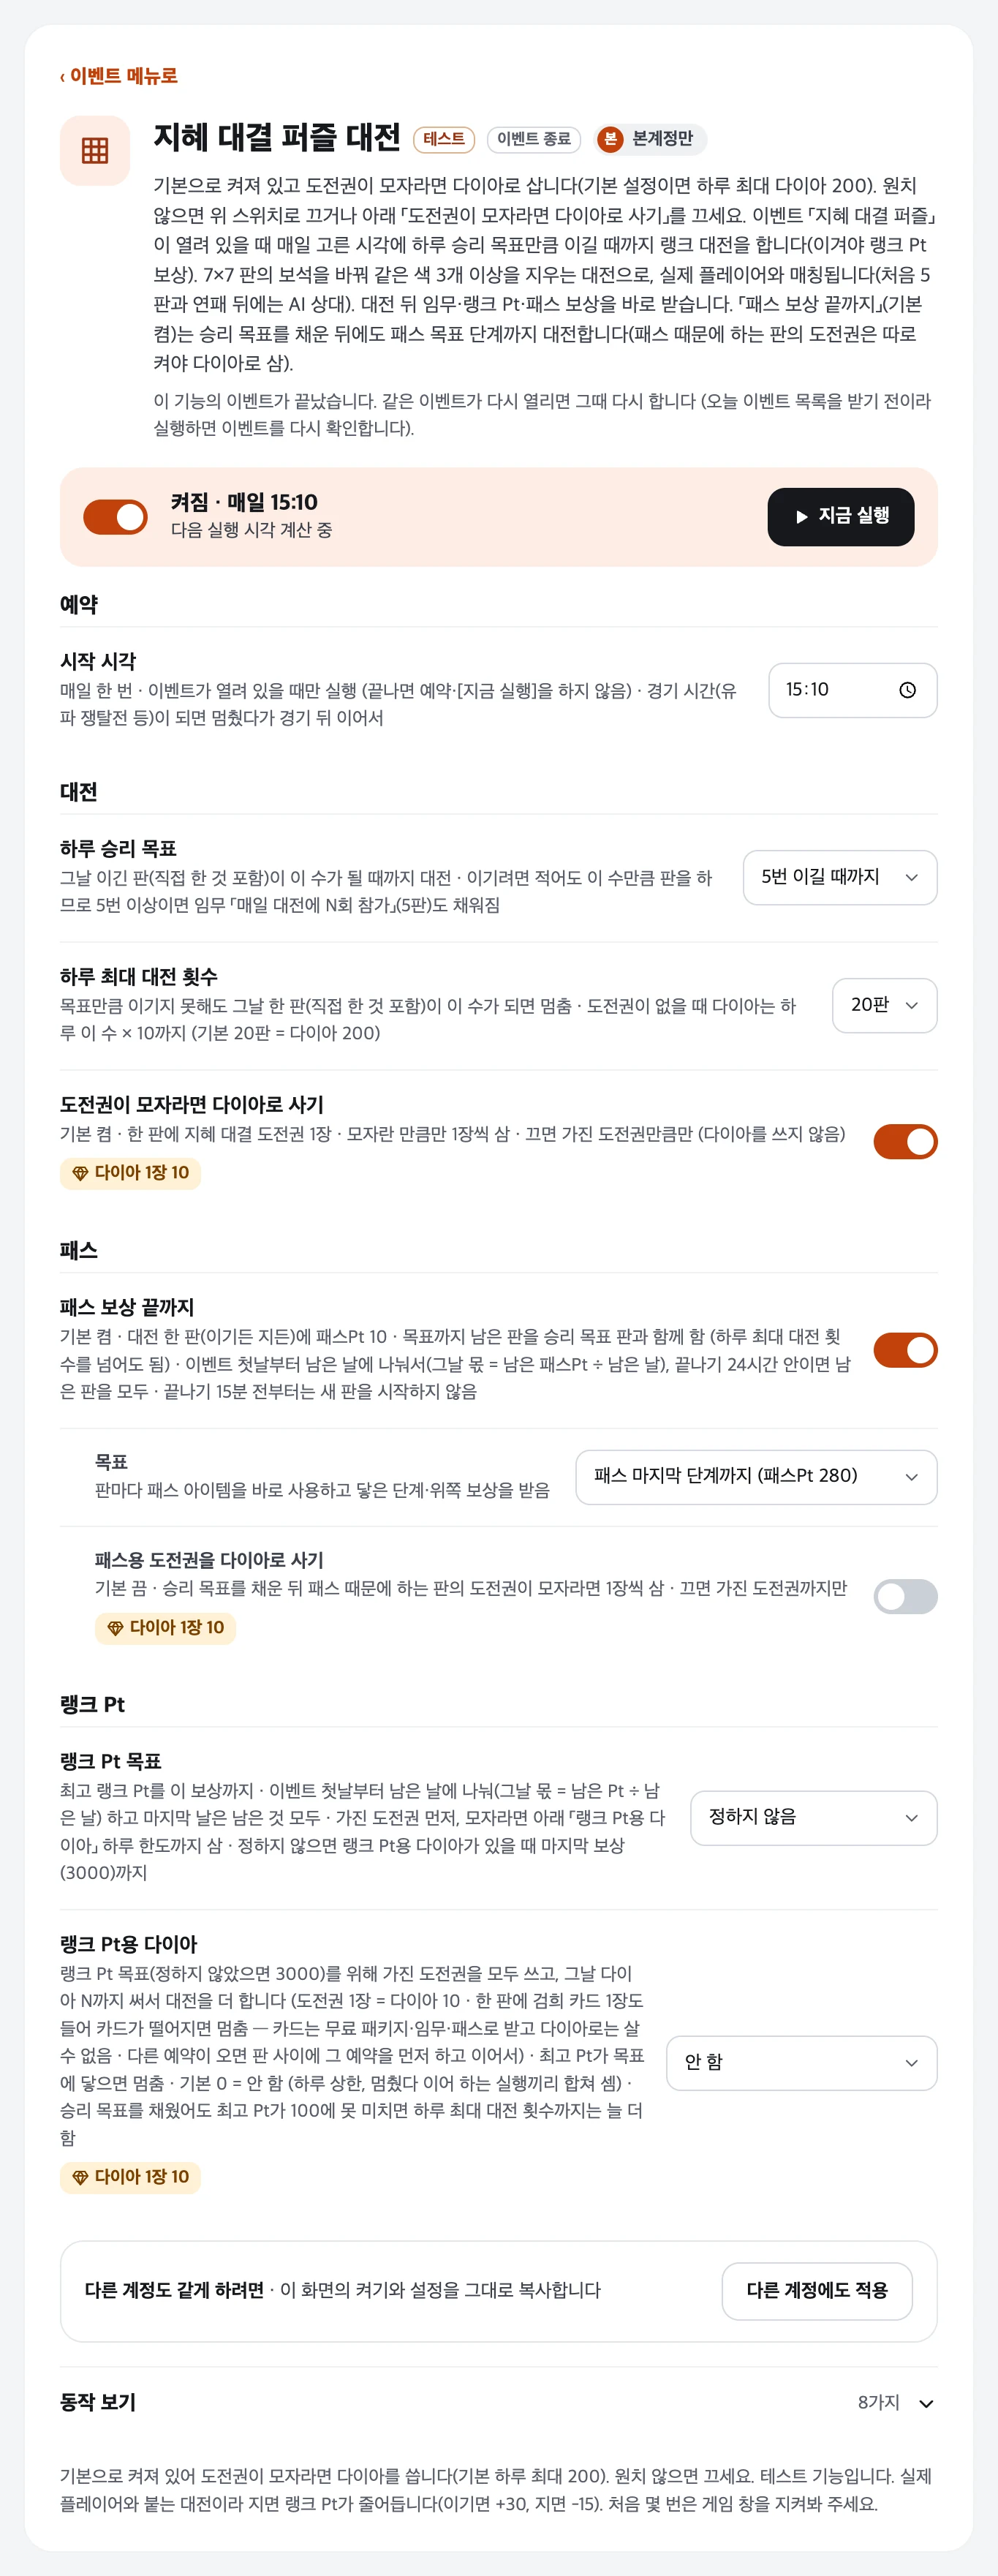 ‹ 이벤트 메뉴로
지혜 대결 퍼즐 대전 테스트 이벤트 종료 본 본계정만
기본으로 켜져 있고 도전권이 모자라면 다이아로 삽니다(기본 설정이면 하루 최대 다이아 200). 원치
않으면 위 스위치로 끄거나 아래 「도전권이 모자라면 다이아로 사기」를 끄세요. 이벤트 「지혜 대결 퍼즐」
이 열려 있을 때 매일 고른 시각에 하루 승리 목표만큼 이길 때까지 랭크 대전을 합니다(이겨야 랭크 Pt
보상). 7×7 판의 보석을 바꿔 같은 색 3개 이상을 지우는 대전으로, 실제 플레이어와 매칭됩니다(처음 5
판과 연패 뒤에는 AI 상대). 대전 뒤 임무·랭크 Pt·패스 보상을 바로 받습니다. 「패스 보상 끝까지」(기본
켬)는 승리 목표를 채운 뒤에도 패스 목표 단계까지 대전합니다(패스 때문에 하는 판의 도전권은 따로
켜야 다이아로 삼).
이 기능의 이벤트가 끝났습니다. 같은 이벤트가 다시 열리면 그때 다시 합니다 (오늘 이벤트 목록을 받기 전이라
실행하면 이벤트를 다시 확인합니다).
켜짐 · 매일 15:10
다음 실행 시각 계산 중
지금 실행
예약
시작 시각
매일 한 번 · 이벤트가 열려 있을 때만 실행 (끝나면 예약·[지금 실행]을 하지 않음) · 경기 시간(유
파 쟁탈전 등)이 되면 멈췄다가 경기 뒤 이어서
15:10
대전
하루 승리 목표
그날 이긴 판(직접 한 것 포함)이 이 수가 될 때까지 대전 · 이기려면 적어도 이 수만큼 판을 하
므로 5번 이상이면 임무 「매일 대전에 N회 참가」(5판)도 채워짐
5번 이길 때까지
하루 최대 대전 횟수
목표만큼 이기지 못해도 그날 한 판(직접 한 것 포함)이 이 수가 되면 멈춤 · 도전권이 없을 때 다이아는 하
루 이 수 × 10까지 (기본 20판 = 다이아 200)
20판
도전권이 모자라면 다이아로 사기
기본 켬 · 한 판에 지혜 대결 도전권 1장 · 모자란 만큼만 1장씩 삼 · 끄면 가진 도전권만큼만 (다이아를 쓰지 않음)
다이아 1장 10
패스
패스 보상 끝까지
기본 켬 · 대전 한 판(이기든 지든)에 패스Pt 10 · 목표까지 남은 판을 승리 목표 판과 함께 함 (하루 최대 대전 횟
수를 넘어도 됨) · 이벤트 첫날부터 남은 날에 나눠서(그날 몫 = 남은 패스Pt ÷ 남은 날), 끝나기 24시간 안이면 남
은 판을 모두 · 끝나기 15분 전부터는 새 판을 시작하지 않음
목표
판마다 패스 아이템을 바로 사용하고 닿은 단계·위쪽 보상을 받음
패스 마지막 단계까지 (패스Pt 280)
패스용 도전권을 다이아로 사기
기본 끔 · 승리 목표를 채운 뒤 패스 때문에 하는 판의 도전권이 모자라면 1장씩 삼 · 끄면 가진 도전권까지만
다이아 1장 10
랭크 Pt
랭크 Pt 목표
최고 랭크 Pt를 이 보상까지 · 이벤트 첫날부터 남은 날에 나눠(그날 몫 = 남은 Pt ÷ 남
은 날) 하고 마지막 날은 남은 것 모두 · 가진 도전권 먼저, 모자라면 아래 「랭크 Pt용 다
이아」 하루 한도까지 삼 · 정하지 않으면 랭크 Pt용 다이아가 있을 때 마지막 보상
(3000)까지
정하지 않음
랭크 Pt용 다이아
랭크 Pt 목표(정하지 않았으면 3000)를 위해 가진 도전권을 모두 쓰고, 그날 다이
아 N까지 써서 대전을 더 합니다 (도전권 1장 = 다이아 10 · 한 판에 검희 카드 1장도
들어 카드가 떨어지면 멈춤 — 카드는 무료 패키지·임무·패스로 받고 다이아로는 살
수 없음 · 다른 예약이 오면 판 사이에 그 예약을 먼저 하고 이어서) · 최고 Pt가 목표
에 닿으면 멈춤 · 기본 0 = 안 함 (하루 상한, 멈췄다 이어 하는 실행끼리 합쳐 셈) ·
승리 목표를 채웠어도 최고 Pt가 100에 못 미치면 하루 최대 대전 횟수까지는 늘 더
함
안 함
다이아 1장 10
다른 계정도 같게 하려면 · 이 화면의 켜기와 설정을 그대로 복사합니다
다른 계정에도 적용
동작 보기
8가지
기본으로 켜져 있어 도전권이 모자라면 다이아를 씁니다(기본 하루 최대 200). 원치 않으면 끄세요. 테스트 기능입니다. 실제
플레이어와 붙는 대전이라 지면 랭크 Pt가 줄어듭니다(이기면 +30, 지면 -15). 처음 몇 번은 게임 창을 지켜봐 주세요.